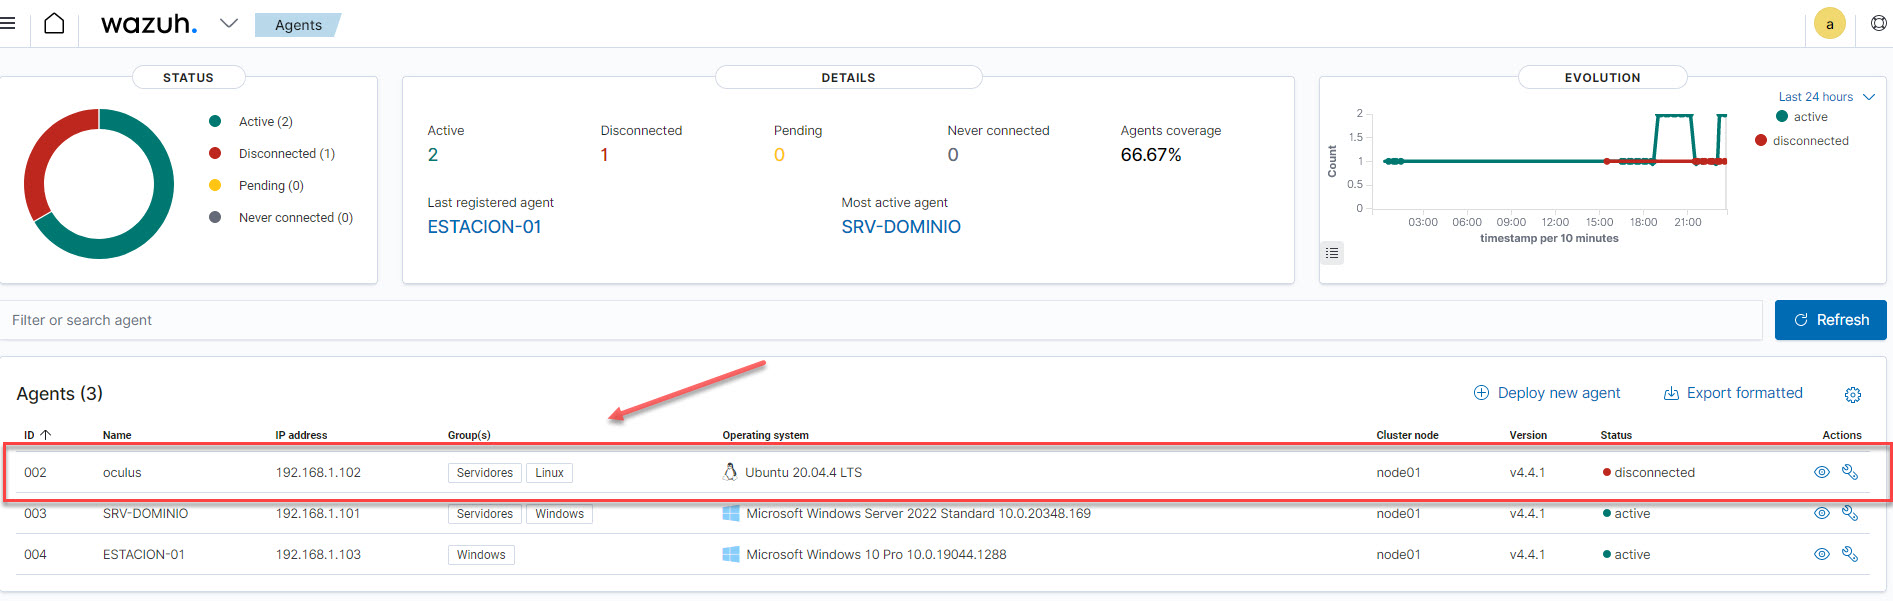 wazuh.
Agents
a
STATUS
Active (2)
Disconnected (1)
Pending (0)
Never connected (0)
DETAILS
Active
2
Disconnected
1
Pending
0
Never connected
0
Agents coverage
66.67%
Last registered agent
ESTACION-01
Most active agent
SRV-DOMINIO
EVOLUTION
Last 24 hours
active
disconnected
Count
2
1.5
1
0.5
0
03:00 06:00 09:00 12:00 15:00 18:00 21:00
timestamp per 10 minutes
Filter or search agent
Refresh
Agents (3)
Deploy new agent
Export formatted
ID Name IP address Group(s) Operating system Cluster node Version Status Actions
002 oculus 192.168.1.102 Servidores Linux Ubuntu 20.04.4 LTS node01 v4.4.1 disconnected
003 SRV-DOMINIO 192.168.1.101 Servidores Windows Microsoft Windows Server 2022 Standard 10.0.20348.169 node01 v4.4.1 active
004 ESTACION-01 192.168.1.103 Windows Microsoft Windows 10 Pro 10.0.19044.1288 node01 v4.4.1 active